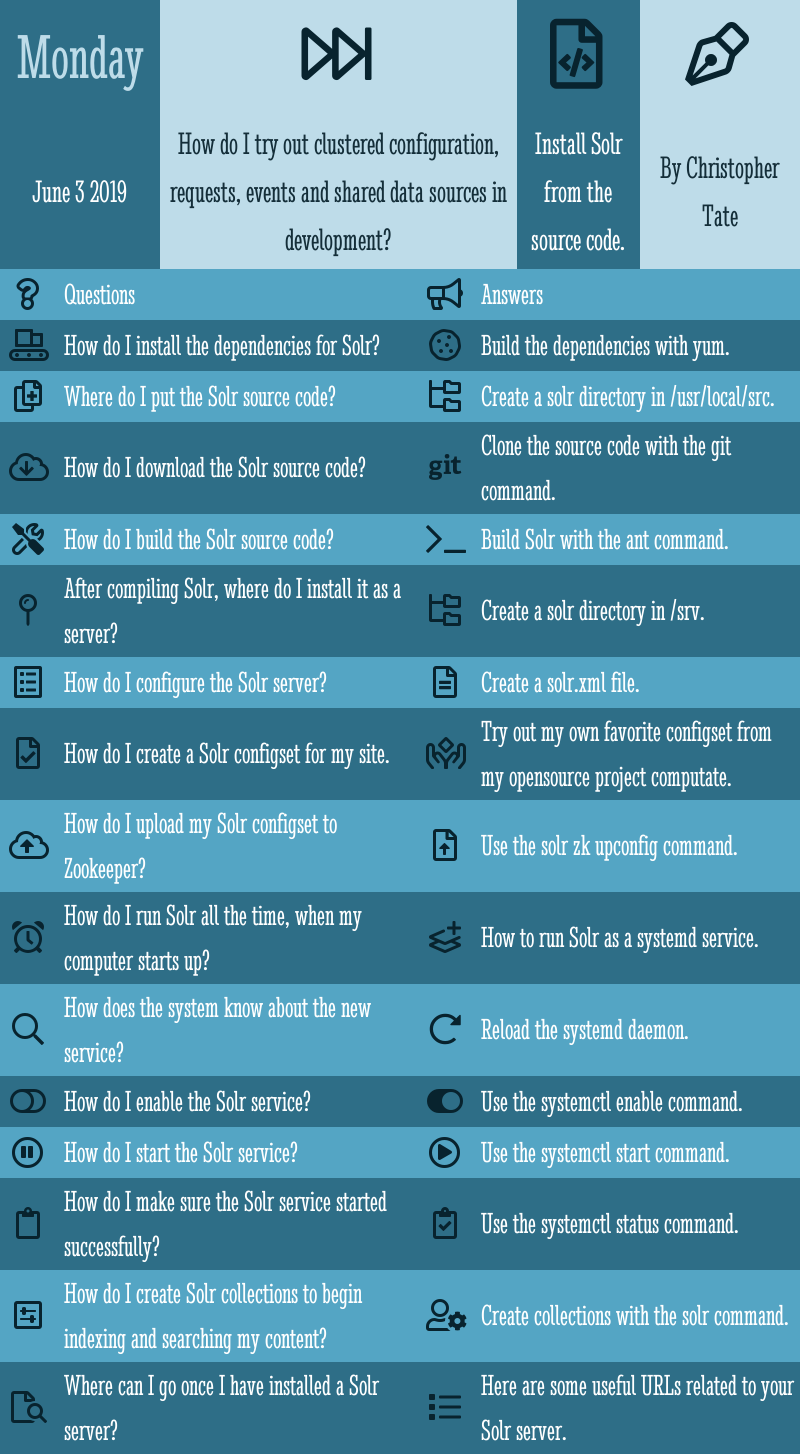 Monday
June 3 2019
How do I try out clustered configuration,
requests, events and shared data sources in
development?
Install Solr
from the
source code.
By Christopher
Tate
Questions
Answers
How do I install the dependencies for Solr?
Build the dependencies with yum.
Where do I put the Solr source code?
Create a solr directory in /usr/local/src.
How do I download the Solr source code?
git
Clone the source code with the git
command.
How do I build the Solr source code?
Build Solr with the ant command.
After compiling Solr, where do I install it as a
server?
Create a solr directory in /srv.
How do I configure the Solr server?
Create a solr.xml file.
How do I create a Solr configset for my site.
Try out my own favorite configset from
my opensource project computate.
How do I upload my Solr configset to
Zookeeper?
Use the solr zk upconfig command.
How do I run Solr all the time, when my
computer starts up?
How to run Solr as a systemd service.
How does the system know about the new
service?
Reload the systemd daemon.
How do I enable the Solr service?
Use the systemctl enable command.
How do I start the Solr service?
Use the systemctl start command.
How do I make sure the Solr service started
successfully?
Use the systemctl status command.
How do I create Solr collections to begin
indexing and searching my content?
Create collections with the solr command.
Where can I go once I have installed a Solr
server?
Here are some useful URLs related to your
Solr server.